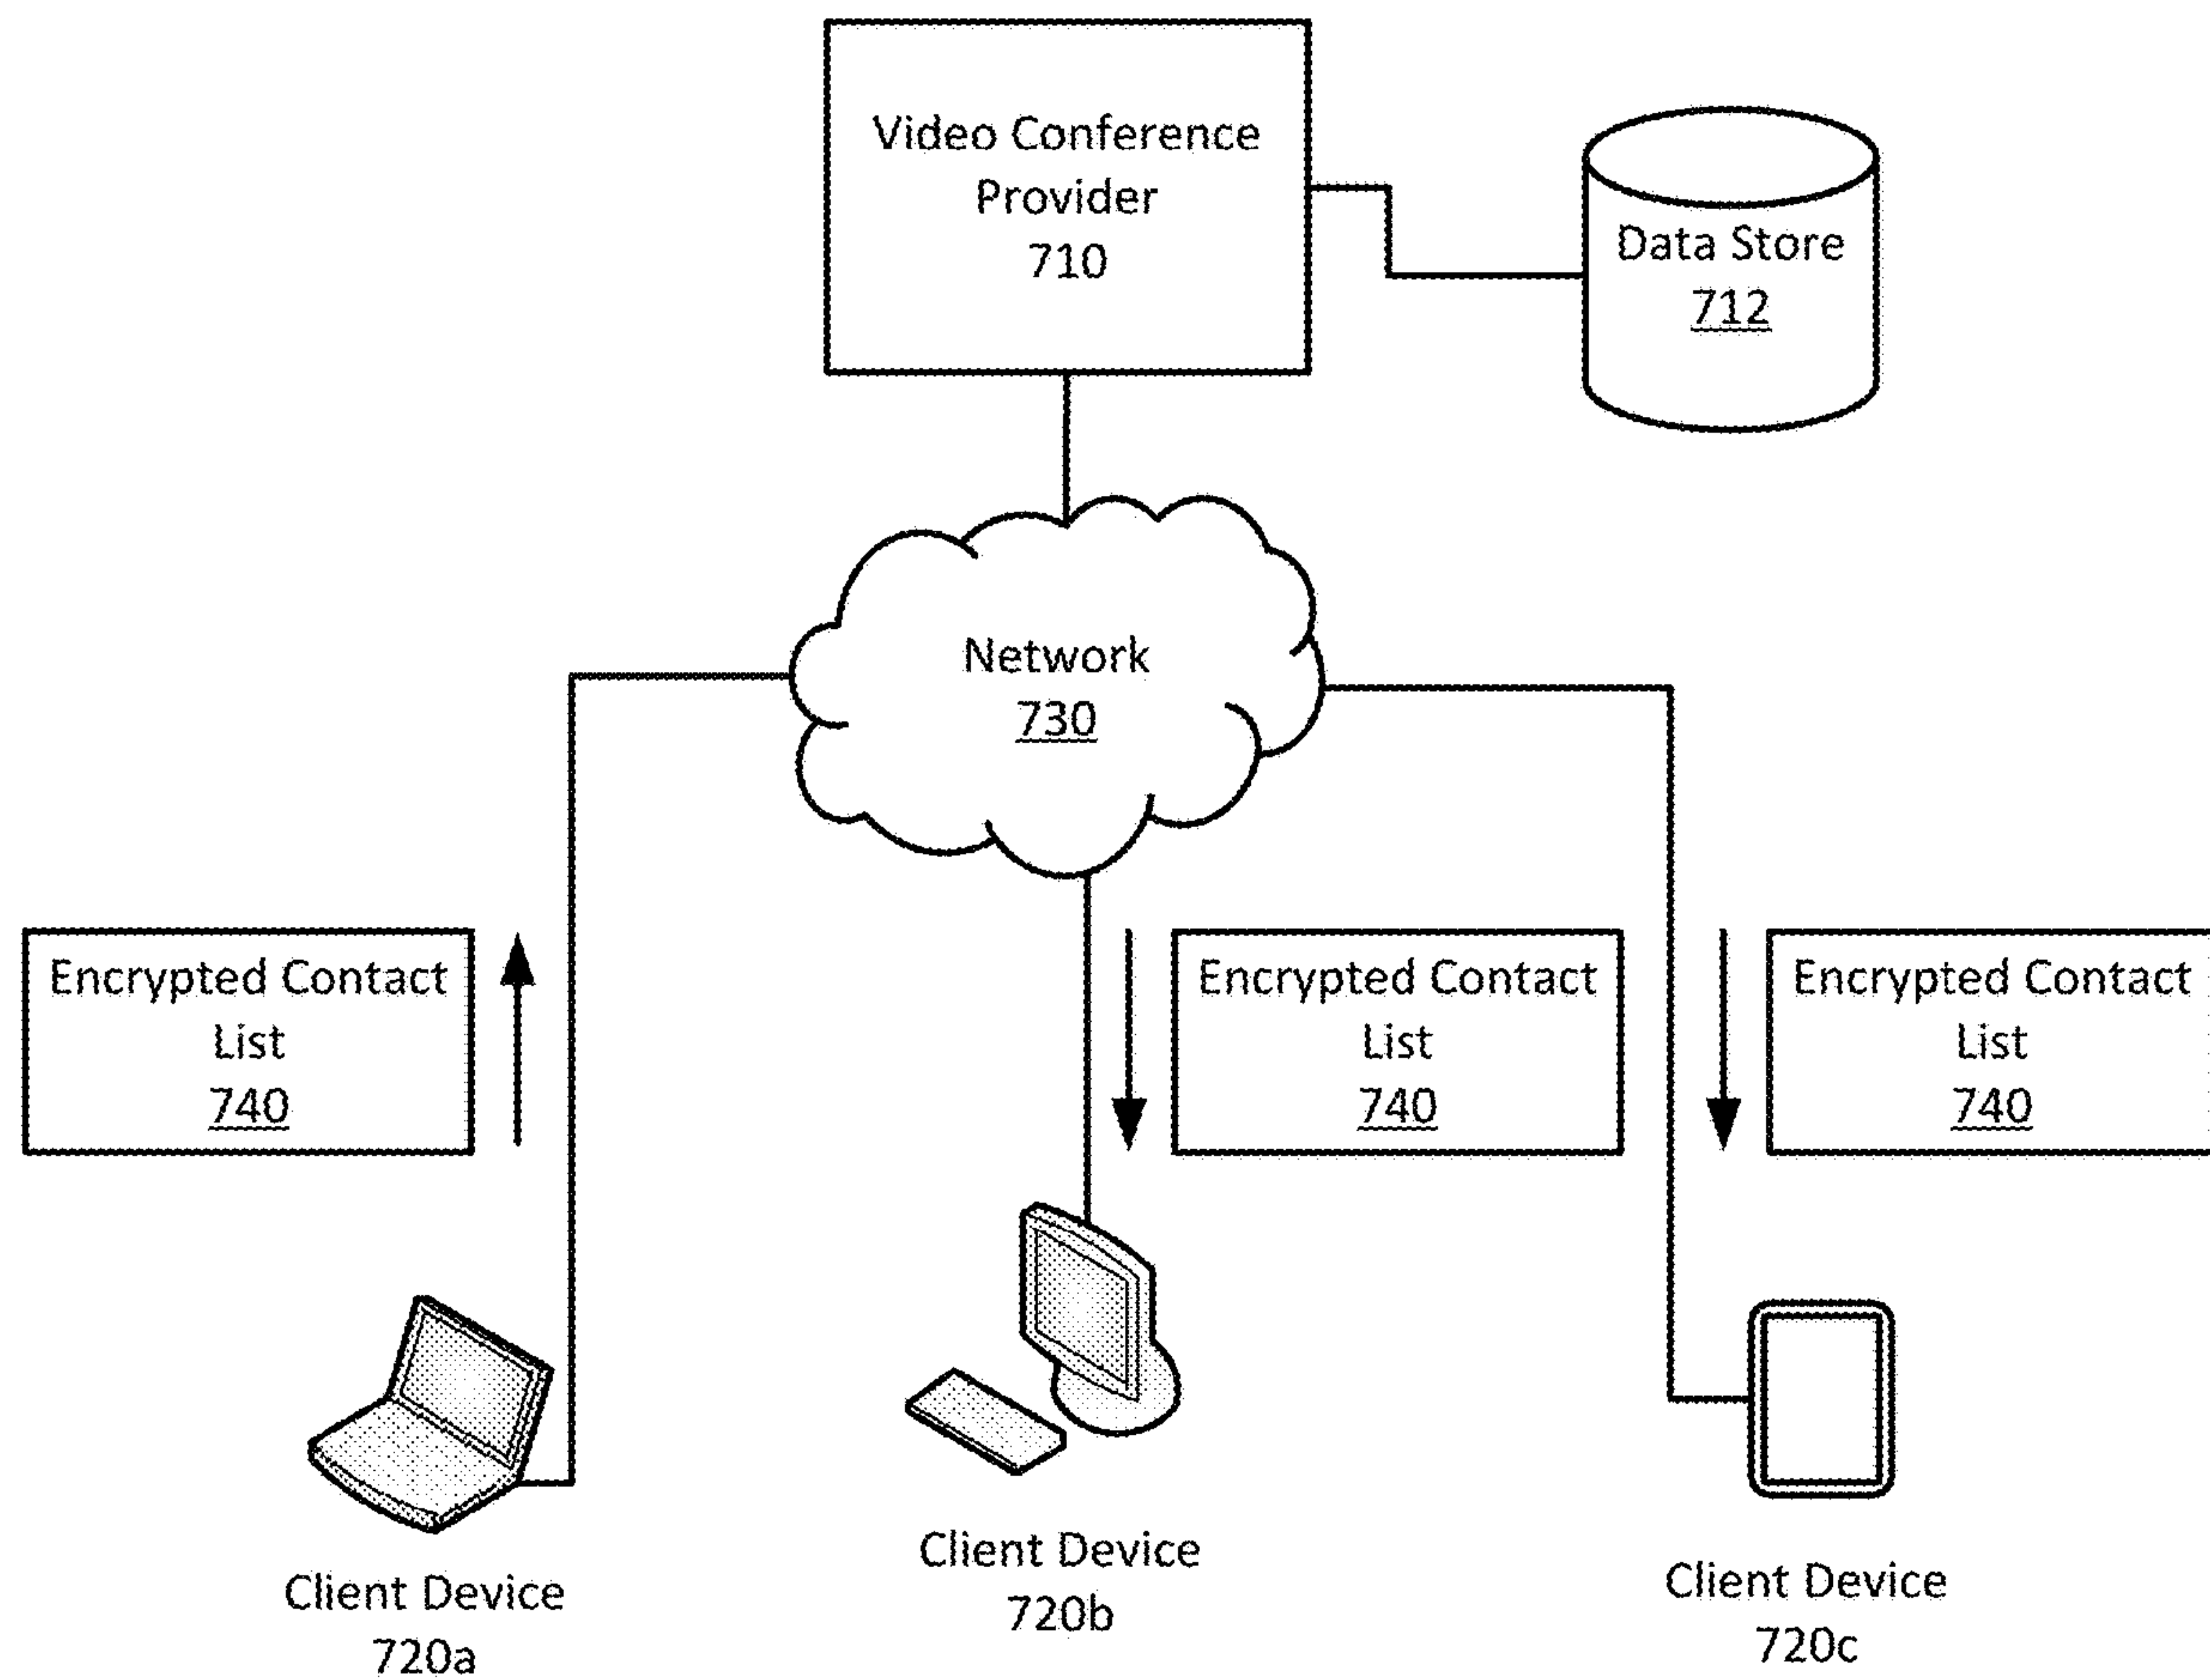 Video Conference
Provider
710
Data Store
712
Network
730
Encrypted Contact
List
740
Encrypted Contact
List
740
Encrypted Contact
List
740
Client Device
720a
Client Device
720b
Client Device
720c